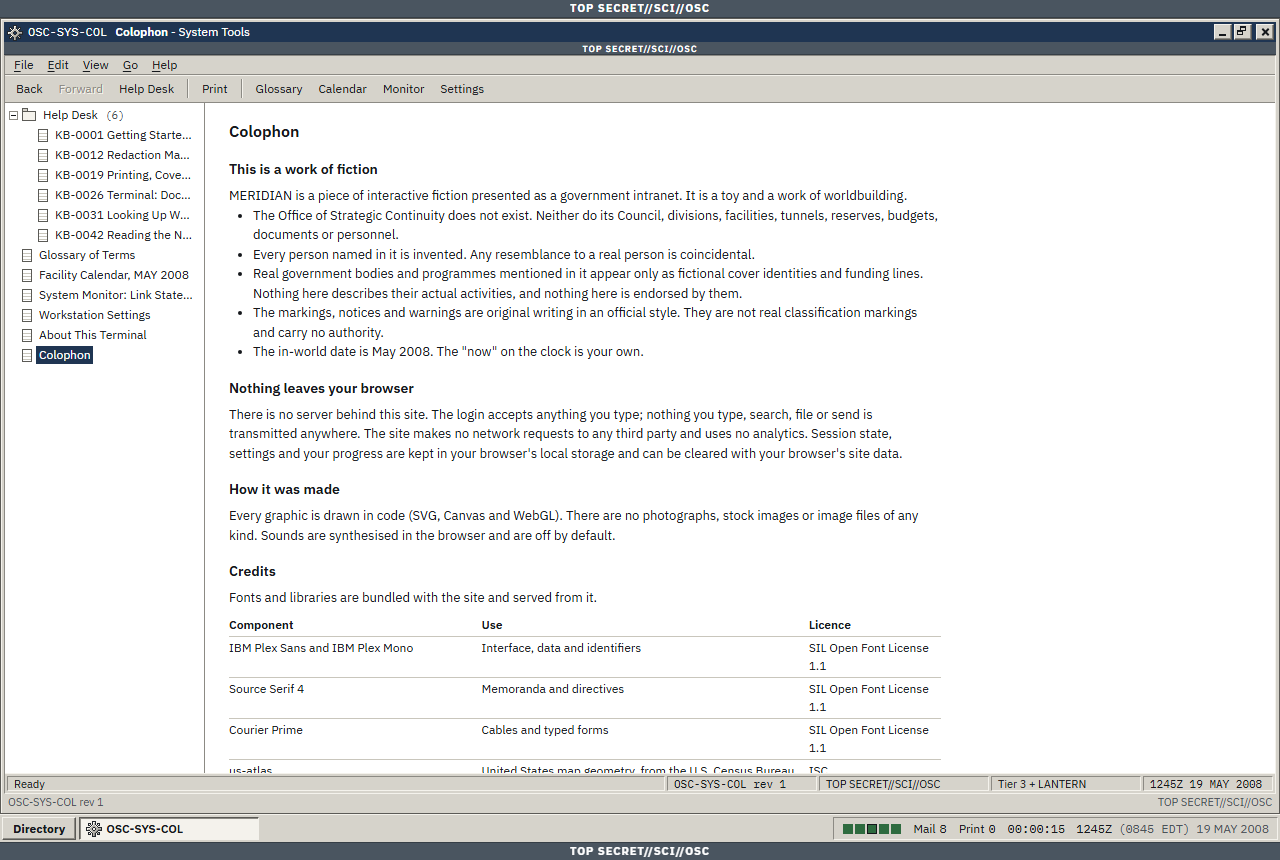 TOP SECRET//SCI//OSC
OSC-SYS-COL Colophon - System Tools
TOP SECRET//SCI//OSC
File Edit View Go Help
Back Forward Help Desk Print Glossary Calendar Monitor Settings
Help Desk (6)
KB-0001 Getting Starte...
KB-0012 Redaction Ma...
KB-0019 Printing, Cove...
KB-0026 Terminal: Doc...
KB-0031 Looking Up W...
KB-0042 Reading the N...
Glossary of Terms
Facility Calendar, MAY 2008
System Monitor: Link State...
Workstation Settings
About This Terminal
Colophon
Colophon
This is a work of fiction
MERIDIAN is a piece of interactive fiction presented as a government intranet. It is a toy and a work of worldbuilding.
• The Office of Strategic Continuity does not exist. Neither do its Council, divisions, facilities, tunnels, reserves, budgets,
documents or personnel.
• Every person named in it is invented. Any resemblance to a real person is coincidental.
• Real government bodies and programmes mentioned in it appear only as fictional cover identities and funding lines.
Nothing here describes their actual activities, and nothing here is endorsed by them.
• The markings, notices and warnings are original writing in an official style. They are not real classification markings
and carry no authority.
• The in-world date is May 2008. The "now" on the clock is your own.
Nothing leaves your browser
There is no server behind this site. The login accepts anything you type; nothing you type, search, file or send is
transmitted anywhere. The site makes no network requests to any third party and uses no analytics. Session state,
settings and your progress are kept in your browser's local storage and can be cleared with your browser's site data.
How it was made
Every graphic is drawn in code (SVG, Canvas and WebGL). There are no photographs, stock images or image files of any
kind. Sounds are synthesised in the browser and are off by default.
Credits
Fonts and libraries are bundled with the site and served from it.
Component Use Licence
IBM Plex Sans and IBM Plex Mono Interface, data and identifiers SIL Open Font License
1.1
Source Serif 4 Memoranda and directives SIL Open Font License
1.1
Courier Prime Cables and typed forms SIL Open Font License
1.1
us-atlas United States map geometry, from the U.S. Census Bureau ISC
Ready OSC-SYS-COL rev 1 TOP SECRET//SCI//OSC Tier 3 + LANTERN 1245Z 19 MAY 2008
OSC-SYS-COL rev 1 TOP SECRET//SCI//OSC
Directory OSC-SYS-COL Mail 8 Print 0 00:00:15 1245Z (0845 EDT) 19 MAY 2008
TOP SECRET//SCI//OSC